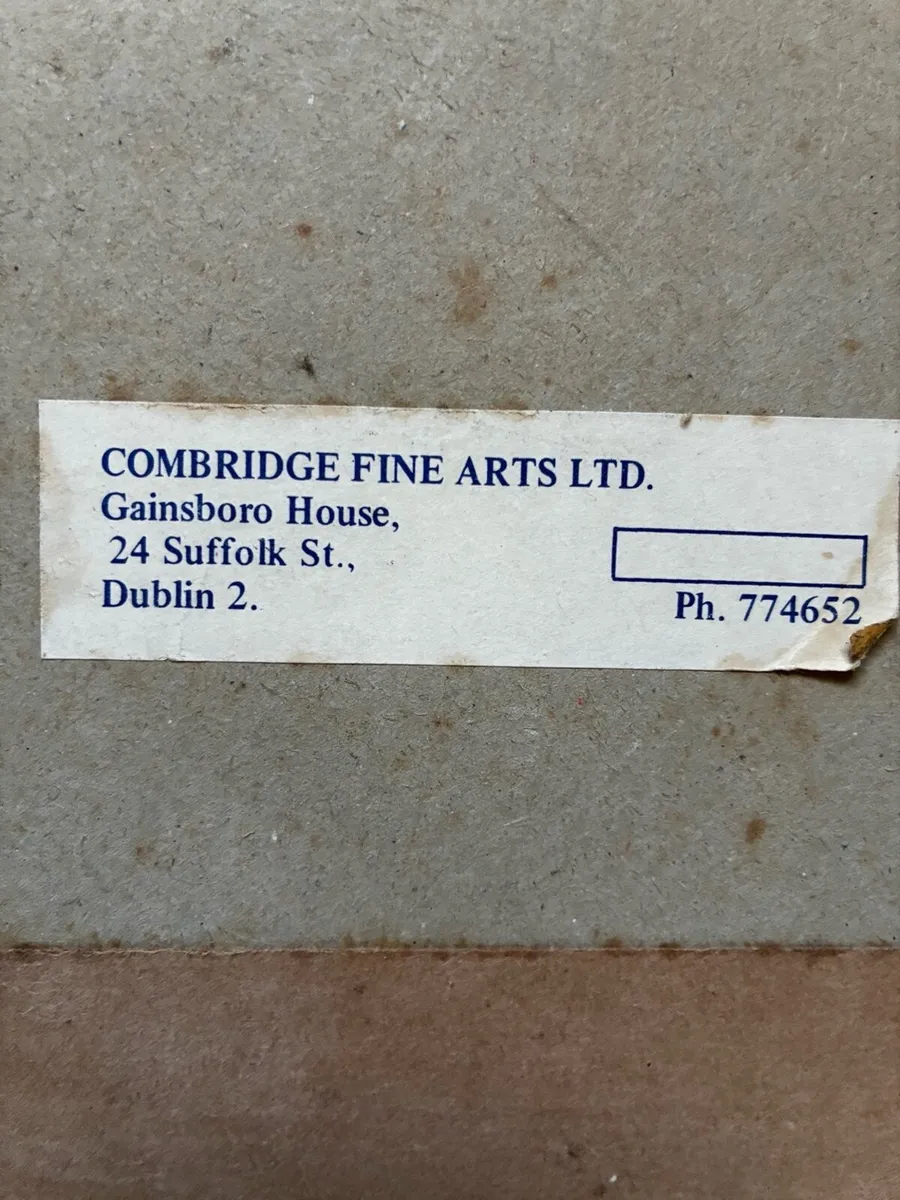 COMBRIDGE FINE ARTS LTD.
Gainsboro House,
24 Suffolk St.,
Dublin 2.
Ph. 774652